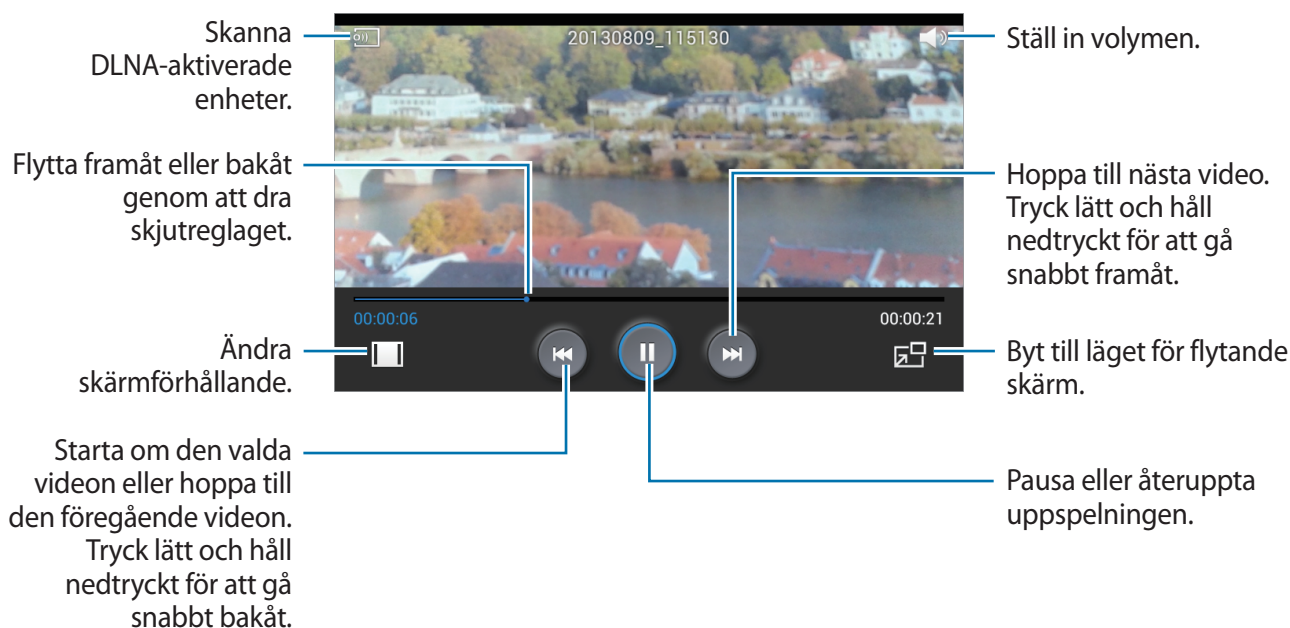 Skanna
DLNA-aktiverade
enheter.
20130809_115130
Ställ in volymen.
Flytta framåt eller bakåt
genom att dra
skjutreglaget.
Hoppa till nästa video.
Tryck lätt och håll
nedtryckt för att gå
snabbt framåt.
00:00:06
00:00:21
Ändra
skärmförhållande.
Byt till läget för flytande
skärm.
Starta om den valda
videon eller hoppa till
den föregående videon.
Tryck lätt och håll
nedtryckt för att gå
snabbt bakåt.
Pausa eller återuppta
uppspelningen.